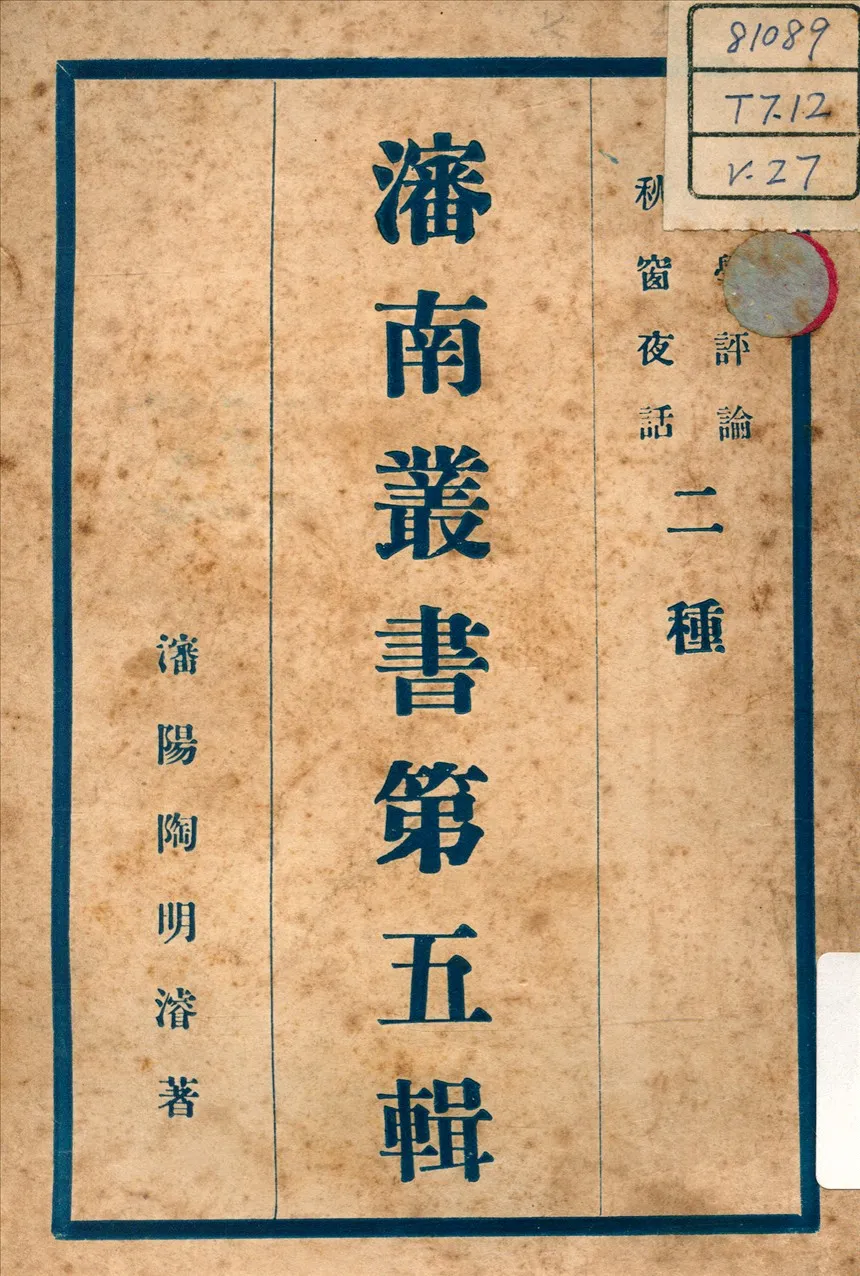 81089
T7.12
V.27
評論
秋窗夜話
二種
瀋南叢書第五輯
瀋陽陶明濬著